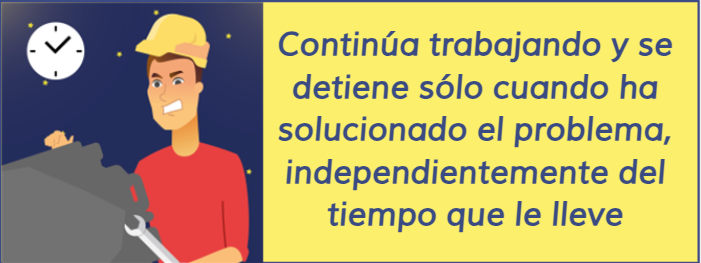 Continúa trabajando y se
detiene sólo cuando ha
solucionado el problema,
independientemente del
tiempo que le lleve